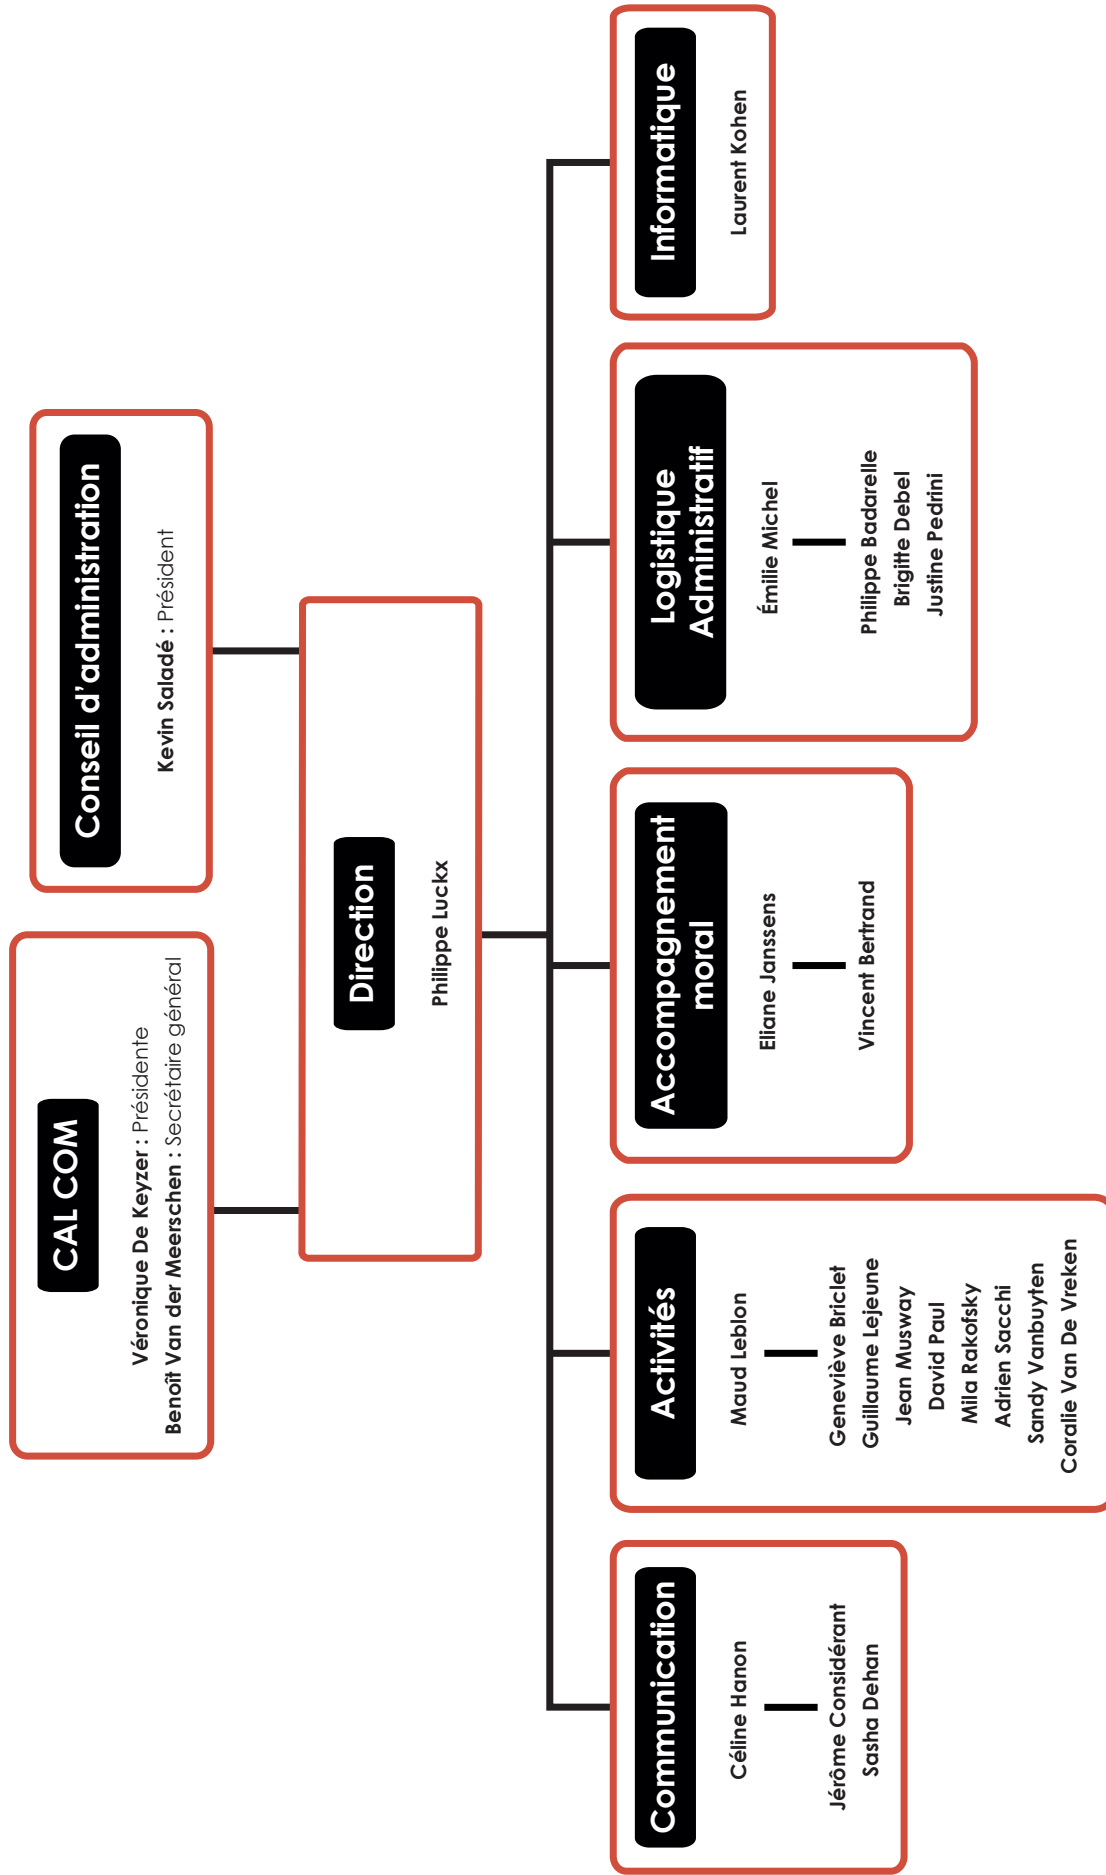 CAL COM
Véronique De Keyzer : Présidente
Benoît Van der Meerschen : Secrétaire général
Conseil d'administration
Kevin Saladé : Président
Direction
Philippe Luckx
Communication
Céline Hanon
Jérôme Considérant
Sasha Dehan
Activités
Maud Leblon
Geneviève Briclet
Guillaume Lejeune
Jean Musway
David Paul
Mila Rakofsky
Adrien Sacchi
Sandy Vanbuyten
Coralie Van De Vreken
Accompagnement
moral
Eliane Janssens
Vincent Bertrand
Logistique
Administratif
Émilie Michel
Philippe Badarelle
Brigitte Debel
Justine Pedrini
Informatique
Laurent Kohen